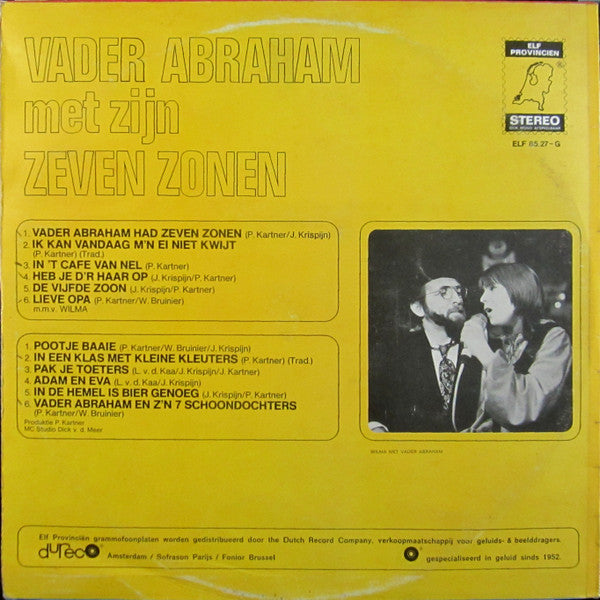 VADER ABRAHAM
met zijn
ZEVEN ZONEN
ELF
PROVINCIEN
STEREO
OOK MONO AFSPEELBAAR
ELF 85.27-G
1. VADER ABRAHAM HAD ZEVEN ZONEN (P. Kartner/J. Krispijn)
2. IK KAN VANDAAG M'N EI NIET KWIJT
(P. Kartner) (Trad.)
3. IN 'T CAFE VAN NEL (P. Kartner)
4. HEB JE D'R HAAR OP (J. Krispijn/P. Kartner)
5. DE VIJFDE ZOON (J. Krispijn/P. Kartner)
6. LIEVE OPA (P. Kartner/W. Bruinier)
m.m.v. WILMA
1. POOTJE BAAIE (P. Kartner/W. Bruinier/J. Krispijn)
2. IN EEN KLAS MET KLEINE KLEUTERS (P. Kartner) (Trad.)
3. PAK JE TOETERS (L. v. d. Kaa/J. Krispijn/J. Kartner)
4. ADAM EN EVA (L. v. d. Kaa/J. Krispijn)
5. IN DE HEMEL IS BIER GENOEG (J. Krispijn/P. Kartner)
6. VADER ABRAHAM EN Z'N 7 SCHOONDOCHTERS
(P. Kartner/W. Bruinier)
Produktie P. Kartner
MC Studio Dick v. d. Meer
WILMA MET VADER ABRAHAM
Elf Provinciën grammofoonplaten worden gedistribueerd door the Dutch Record Company, verkoopmaatschappij voor geluids- & beelddragers.
dureco Amsterdam / Sofrason Parijs / Fonior Brussel gespecialiseerd in geluid sinds 1952.